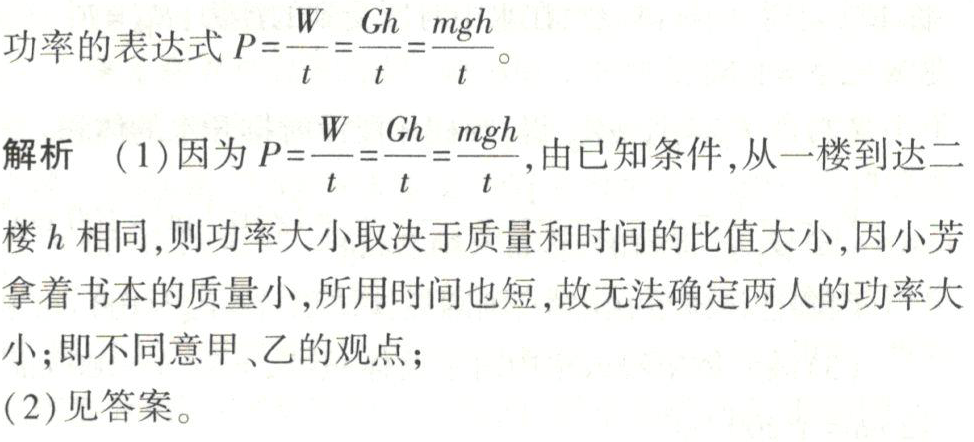 功率的表达式 P=W/t=Gh/t=mgh/t。
解析 (1)因为 P=W/t=Gh/t=mgh/t,由已知条件,从一楼到达二
楼 h 相同,则功率大小取决于质量和时间的比值大小,因小芳
拿着书本的质量小,所用时间也短,故无法确定两人的功率大
小;即不同意甲、乙的观点;
(2)见答案。